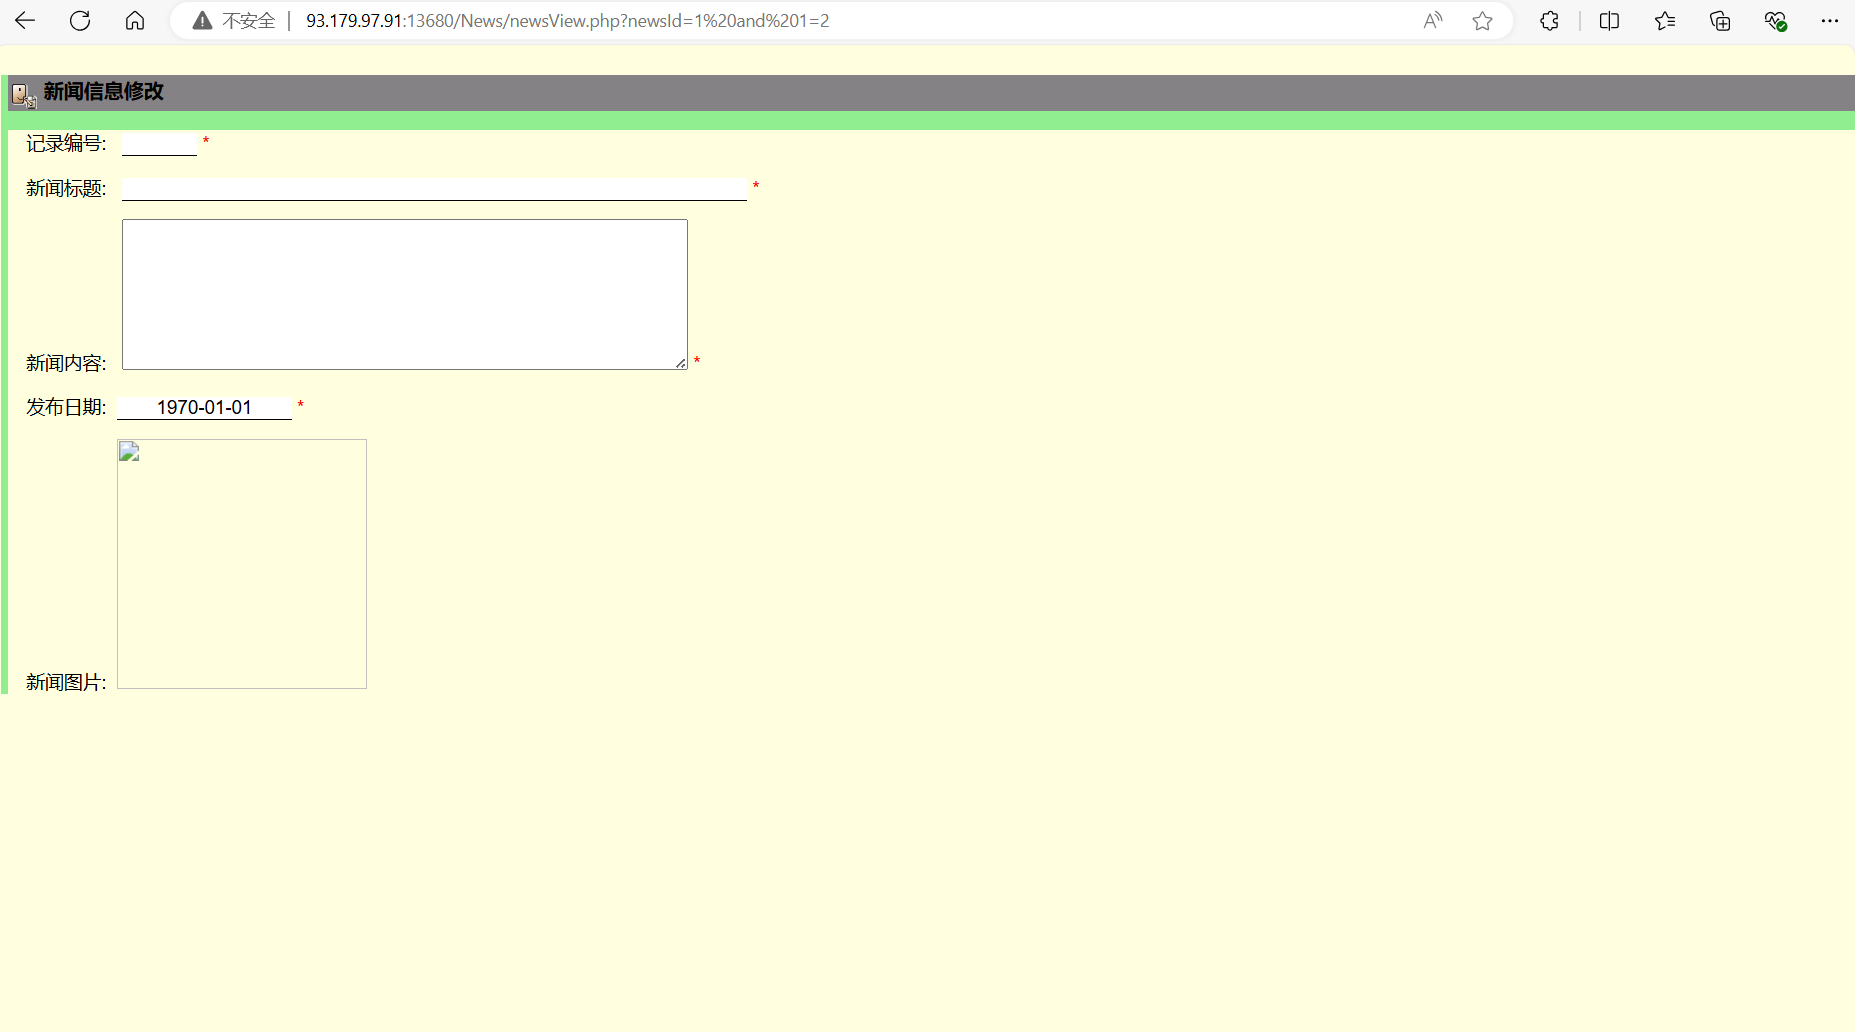 不安全 93.179.97.91:13680/News/newsView.php?newsId=1%20and%201=2
新闻信息修改
记录编号: *
新闻标题: *
新闻内容: *
发布日期: 1970-01-01 *
新闻图片: